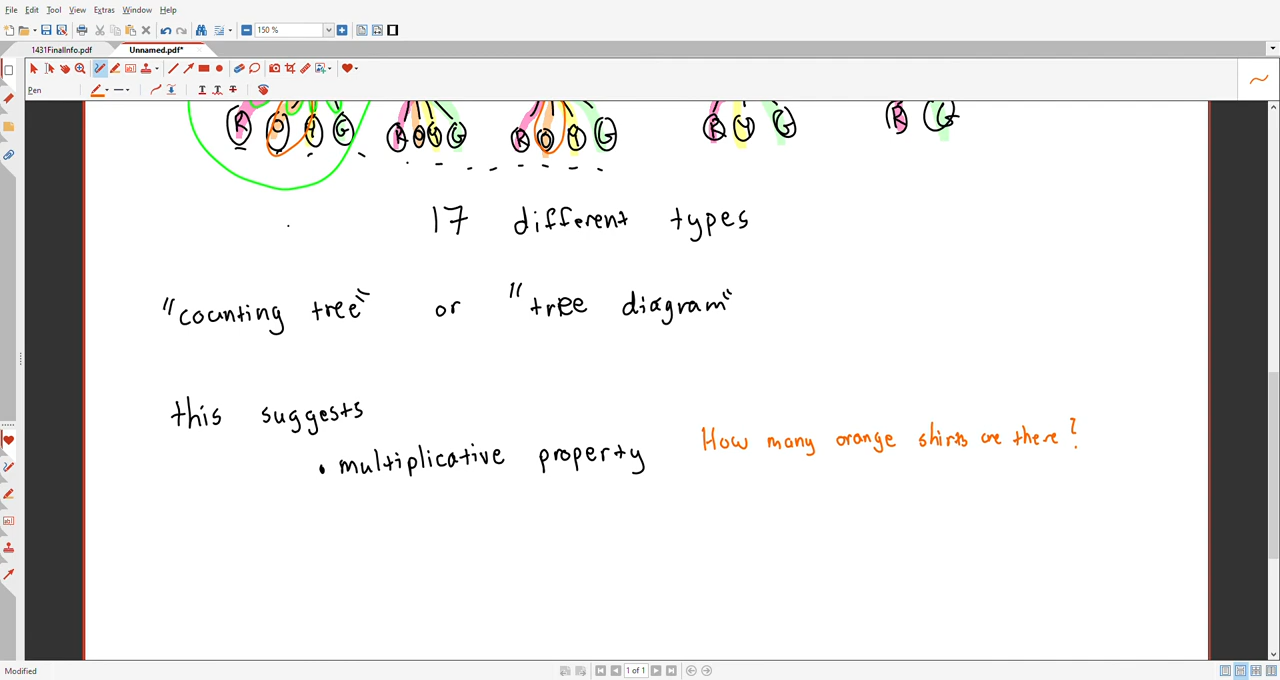 File Edit Tool View Extras Window Help
150 %
1431FinalInfo.pdf Unnamed.pdf*
Pen
R O Y G R O Y G R O Y G R Y G R G
17 different types
"counting tree" or "tree diagram"
this suggests
• multiplicative property
How many orange shirts are there?
1 of 1
Modified